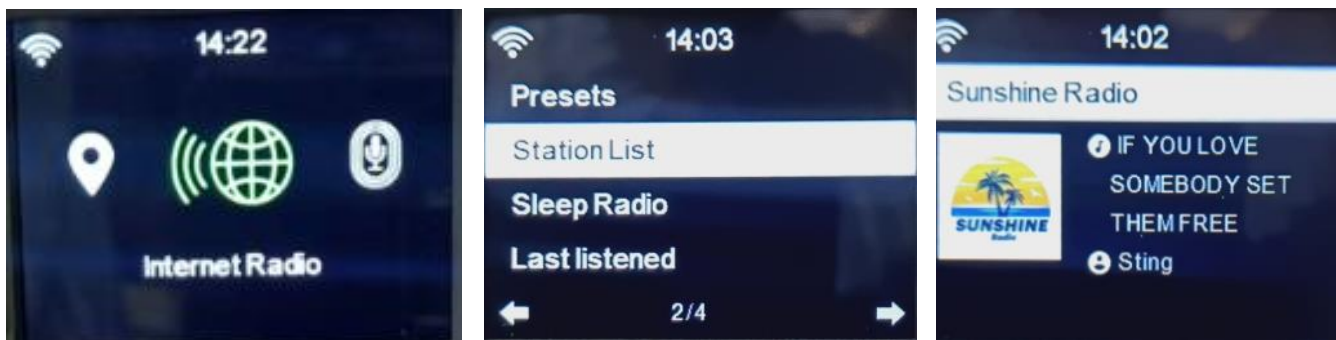 14:22
Internet Radio
14:03
Presets
Station List
Sleep Radio
Last listened
2/4
14:02
Sunshine Radio
IF YOU LOVE
SOMEBODY SET
THEM FREE
Sting
SUNSHINE
Radio